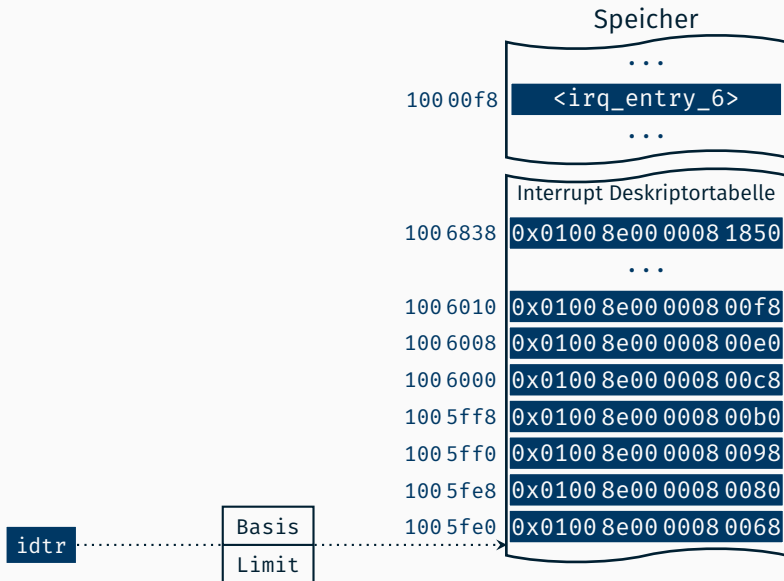 Speicher
...
100 00f8 <irq_entry_6>
...
Interrupt Deskriptortabelle
100 6838 0x0100 8e00 0008 1850
...
100 6010 0x0100 8e00 0008 00f8
100 6008 0x0100 8e00 0008 00e0
100 6000 0x0100 8e00 0008 00c8
100 5ff8 0x0100 8e00 0008 00b0
100 5ff0 0x0100 8e00 0008 0098
100 5fe8 0x0100 8e00 0008 0080
100 5fe0 0x0100 8e00 0008 0068
Basis
idtr
Limit